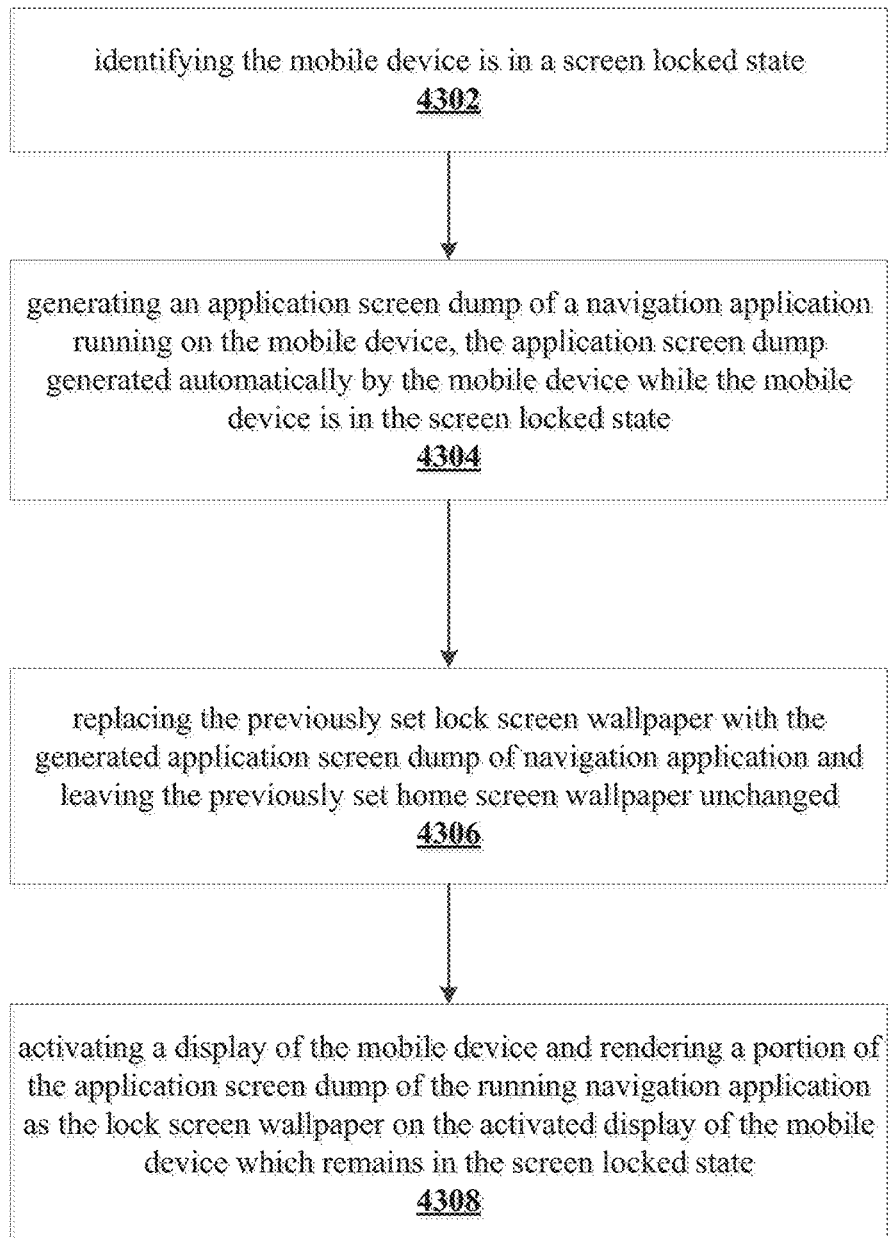 identifying the mobile device is in a screen locked state
4302
generating an application screen dump of a navigation application
running on the mobile device, the application screen dump
generated automatically by the mobile device while the mobile
device is in the screen locked state
4304
replacing the previously set lock screen wallpaper with the
generated application screen dump of navigation application and
leaving the previously set home screen wallpaper unchanged
4306
activating a display of the mobile device and rendering a portion of
the application screen dump of the running navigation application
as the lock screen wallpaper on the activated display of the mobile
device which remains in the screen locked state
4308